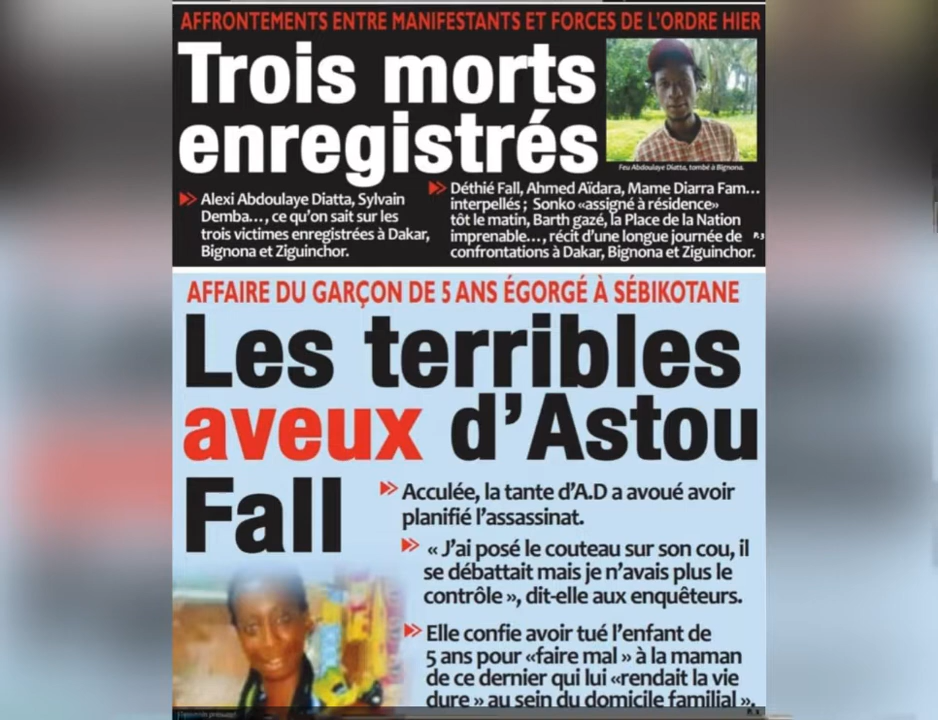 AFFRONTEMENTS ENTRE MANIFESTANTS ET FORCES DE L'ORDRE HIER
Trois morts
enregistrés
Feu Abdoulaye Diatta, tombé à Bignona.
Alexi Abdoulaye Diatta, Sylvain
Demba..., ce qu'on sait sur les
trois victimes enregistrées à Dakar,
Bignona et Ziguinchor.
Déthié Fall, Ahmed Aïdara, Mame Diarra Fam...
interpellés ; Sonko «assigné à résidence»
tôt le matin, Barth gazé, la Place de la Nation
imprenable..., récit d'une longue journée de P.3
confrontations à Dakar, Bignona et Ziguinchor.
AFFAIRE DU GARÇON DE 5 ANS ÉGORGÉ À SÉBIKOTANE
Les terribles
aveux d'Astou
Fall
Acculée, la tante d'A.D a avoué avoir
planifié l'assassinat.
« J'ai posé le couteau sur son cou, il
se débattait mais je n'avais plus le
contrôle », dit-elle aux enquêteurs.
Elle confie avoir tué l'enfant de
5 ans pour «faire mal » à la maman
de ce dernier qui lui «rendait la vie
dure » au sein du domicile familial ».